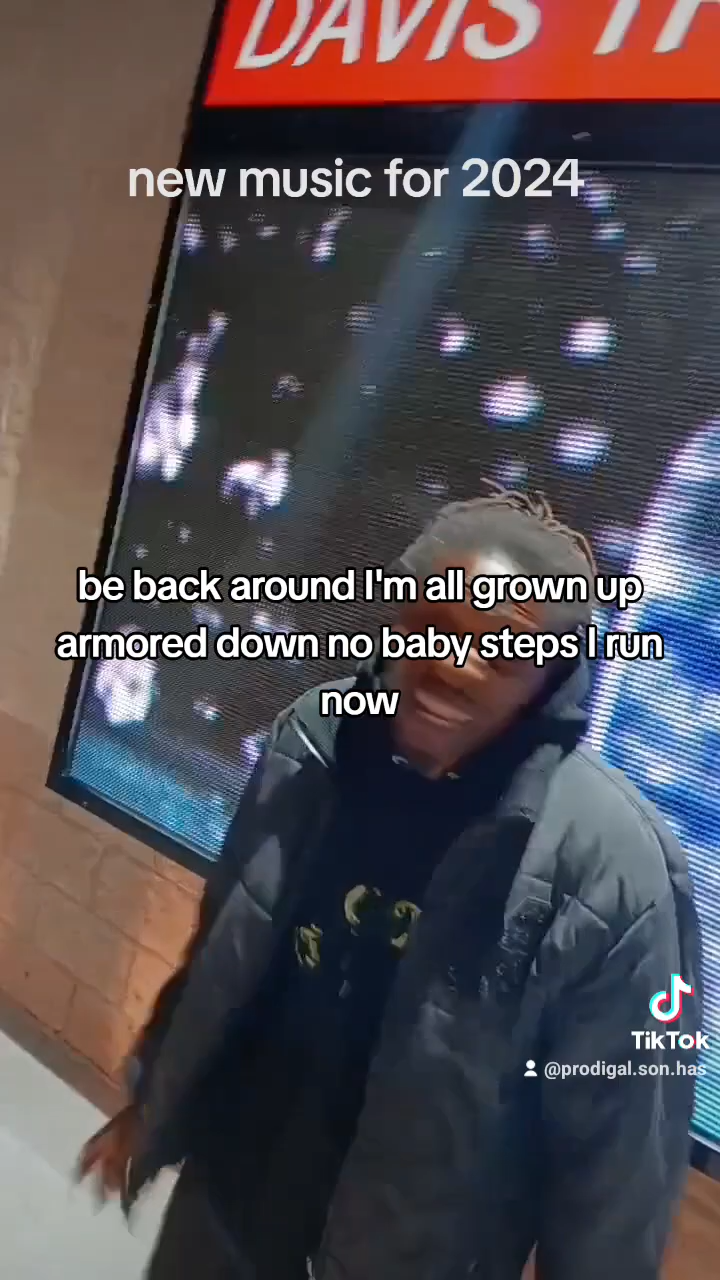 DAVIS
new music for 2024
be back around I'm all grown up
armored down no baby steps I run
now
TikTok
@prodigal.son.has